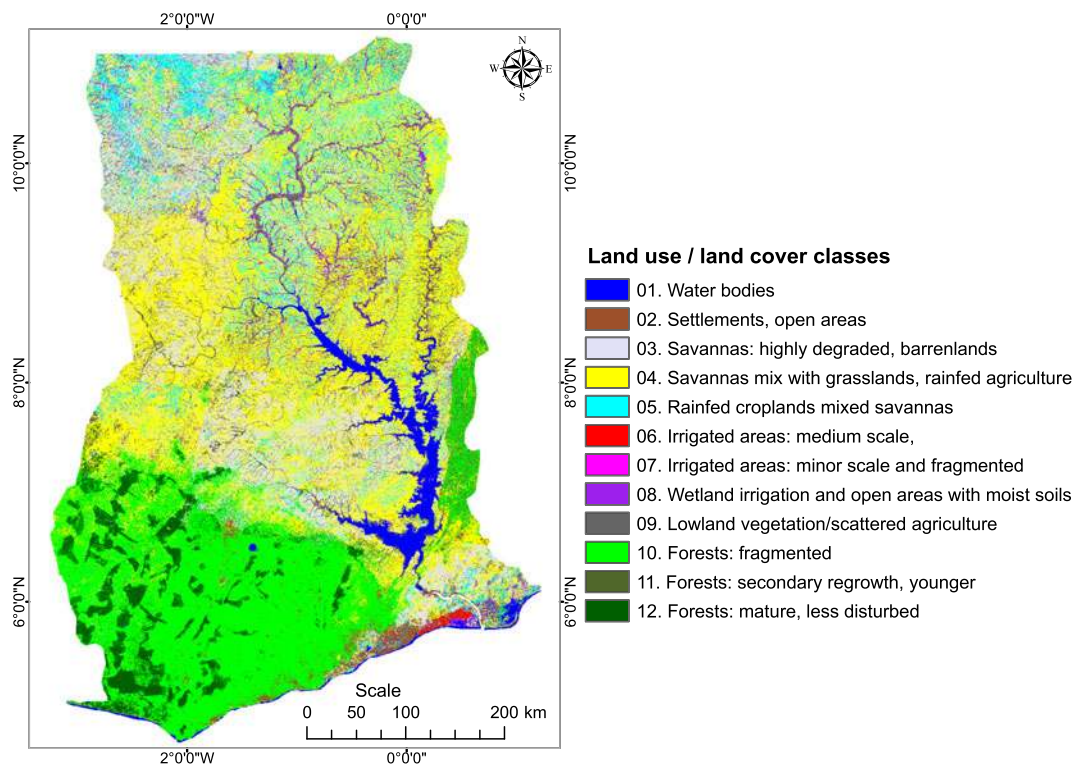 2°0'0"W 0°0'0"
N
W E
S
10°0'0"N 10°0'0"N
8°0'0"N 8°0'0"N
6°0'0"N 6°0'0"N
Land use / land cover classes
01. Water bodies
02. Settlements, open areas
03. Savannas: highly degraded, barrenlands
04. Savannas mix with grasslands, rainfed agriculture
05. Rainfed croplands mixed savannas
06. Irrigated areas: medium scale,
07. Irrigated areas: minor scale and fragmented
08. Wetland irrigation and open areas with moist soils
09. Lowland vegetation/scattered agriculture
10. Forests: fragmented
11. Forests: secondary regrowth, younger
12. Forests: mature, less disturbed
Scale
0 50 100 200 km
2°0'0"W 0°0'0"